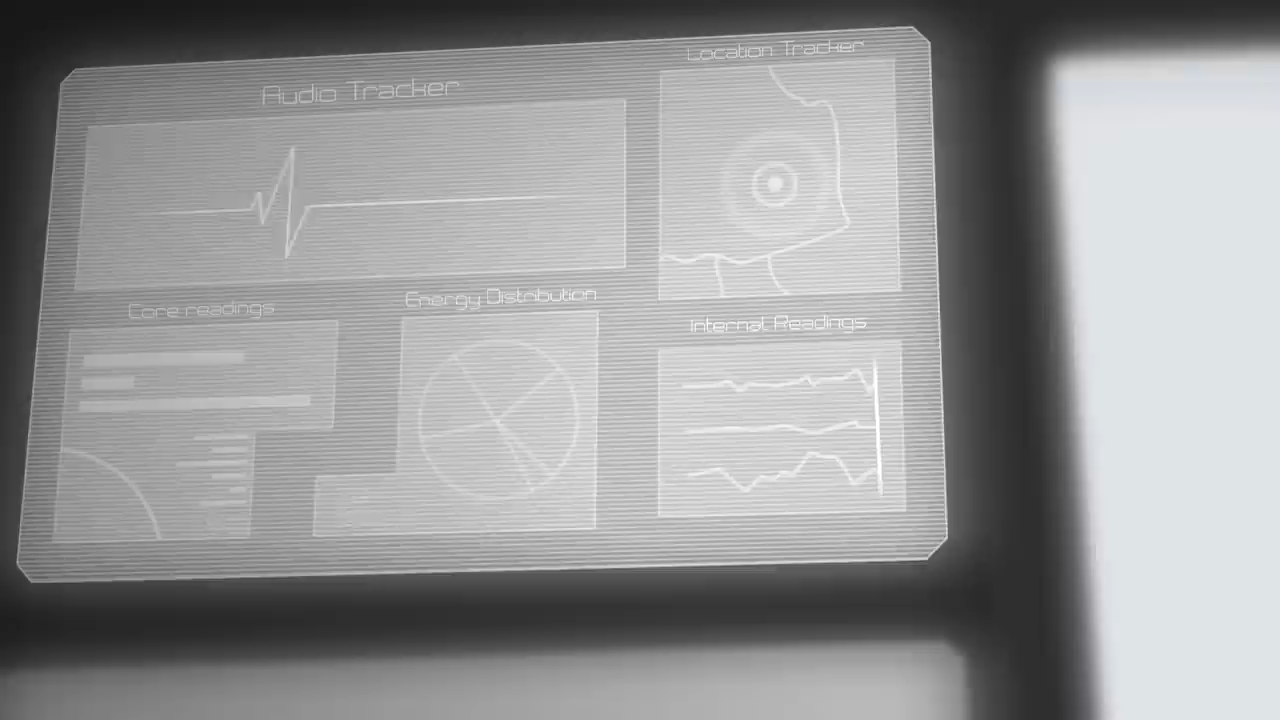 Location Tracker
Audio Tracker
Energy Distribution
Core readings
Internal Readings